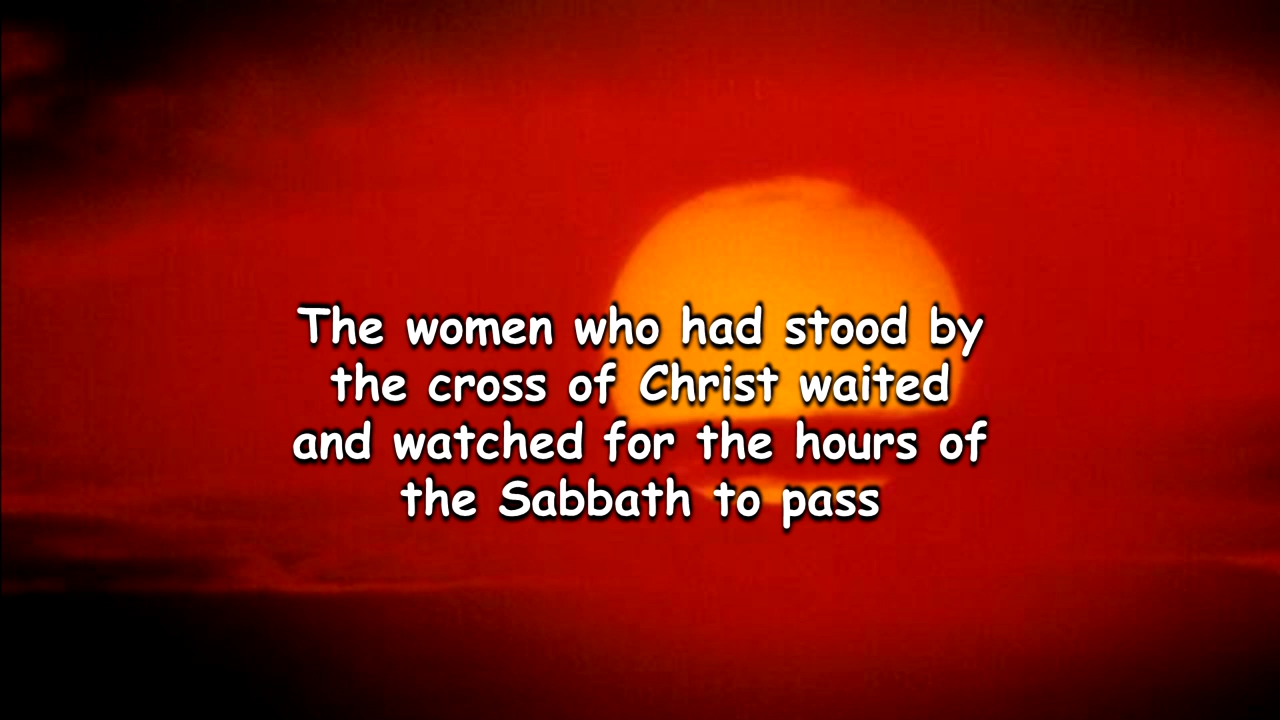 The women who had stood by
the cross of Christ waited
and watched for the hours of
the Sabbath to pass